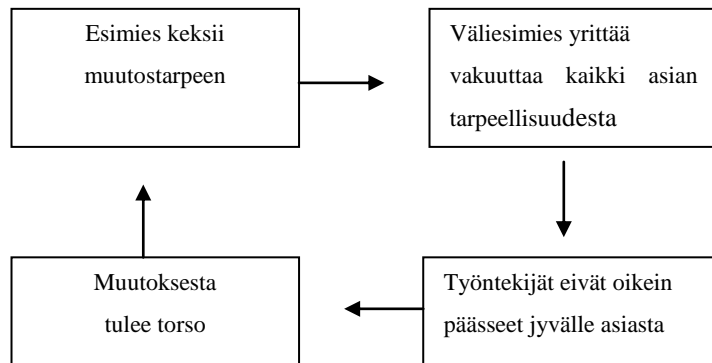 Esimies keksii
muutostarpeen
Väliesimies yrittää
vakuuttaa kaikki asian
tarpeellisuudesta
Työntekijät eivät oikein
päässeet jyvälle asiasta
Muutoksesta
tulee torso